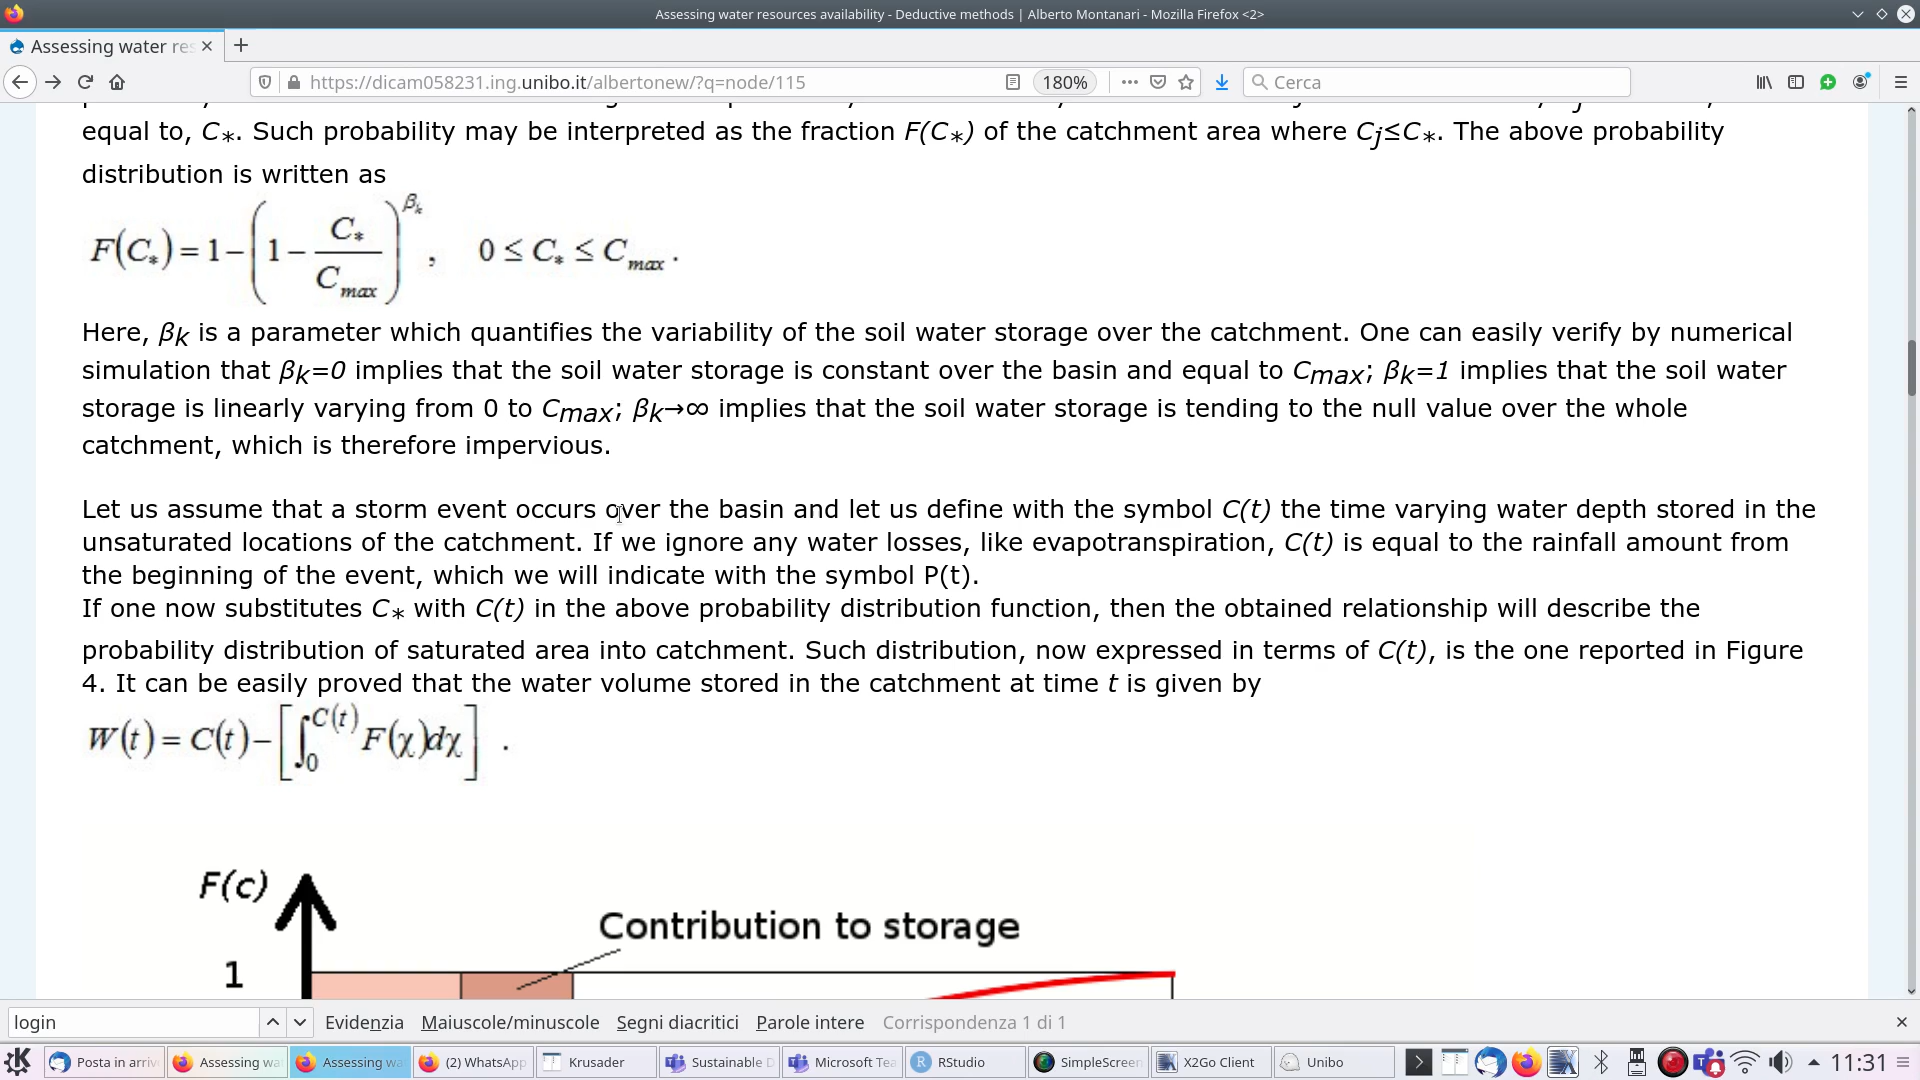 Assessing water resources availability - Deductive methods | Alberto Montanari - Mozilla Firefox <2>
Assessing water res
https://dicam058231.ing.unibo.it/albertonew/?q=node/115
180%
Cerca
equal to, C*. Such probability may be interpreted as the fraction F(C*) of the catchment area where Cj≤C*. The above probability
distribution is written as
F(C*) = 1 − (1 − C*/Cmax)^βk , 0 ≤ C* ≤ Cmax .
Here, βk is a parameter which quantifies the variability of the soil water storage over the catchment. One can easily verify by numerical
simulation that βk=0 implies that the soil water storage is constant over the basin and equal to Cmax; βk=1 implies that the soil water
storage is linearly varying from 0 to Cmax; βk→∞ implies that the soil water storage is tending to the null value over the whole
catchment, which is therefore impervious.
Let us assume that a storm event occurs over the basin and let us define with the symbol C(t) the time varying water depth stored in the
unsaturated locations of the catchment. If we ignore any water losses, like evapotranspiration, C(t) is equal to the rainfall amount from
the beginning of the event, which we will indicate with the symbol P(t).
If one now substitutes C* with C(t) in the above probability distribution function, then the obtained relationship will describe the
probability distribution of saturated area into catchment. Such distribution, now expressed in terms of C(t), is the one reported in Figure
4. It can be easily proved that the water volume stored in the catchment at time t is given by
W(t) = C(t) − [∫0^C(t) F(χ)dχ] .
F(c)
Contribution to storage
1
login
Evidenzia
Maiuscole/minuscole
Segni diacritici
Parole intere
Corrispondenza 1 di 1
Posta in arriv
Assessing wa
Assessing wa
(2) WhatsApp
Krusader
Sustainable D
Microsoft Tea
RStudio
SimpleScreen
X2Go Client
Unibo
11:31